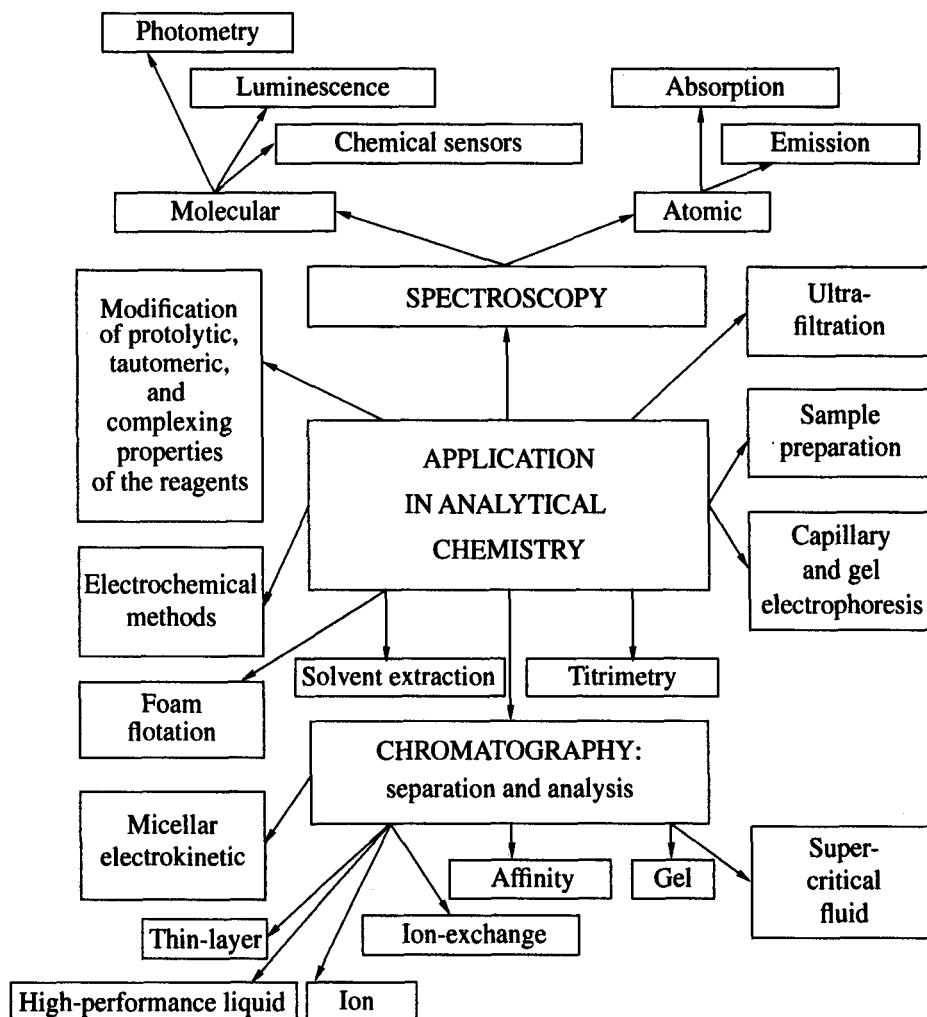 Photometry
Luminescence
Chemical sensors
Molecular
Absorption
Emission
Atomic
SPECTROSCOPY
Modification
of protolytic,
tautomeric,
and
complexing
properties
of the reagents
Ultra-
filtration
APPLICATION
IN ANALYTICAL
CHEMISTRY
Sample
preparation
Capillary
and gel
electrophoresis
Electrochemical
methods
Solvent extraction
Titrimetry
Foam
flotation
CHROMATOGRAPHY:
separation and analysis
Micellar
electrokinetic
Affinity
Gel
Super-
critical
fluid
Thin-layer
Ion-exchange
High-performance liquid
Ion